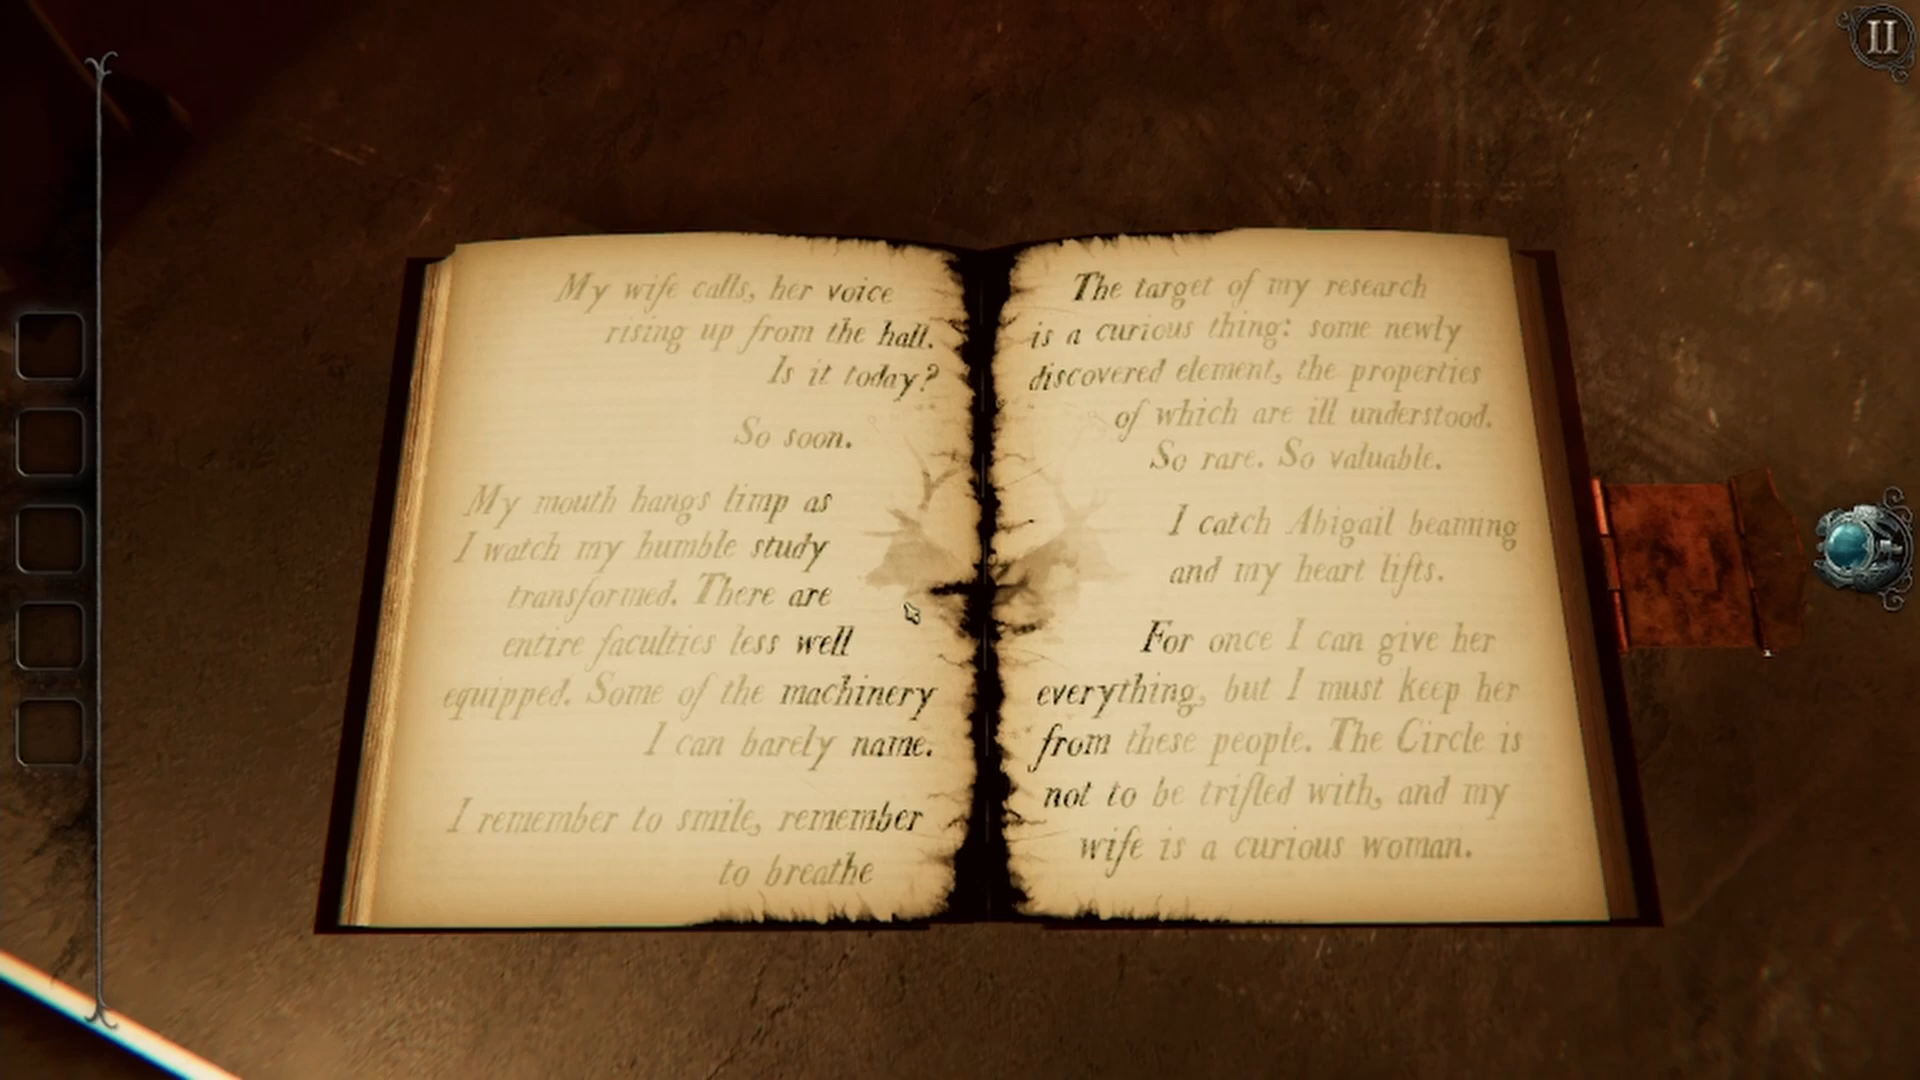 My wife calls, her voice
rising up from the hall.
Is it today?
So soon.
My mouth hangs limp as
I watch my humble study
transformed. There are
entire faculties less well
equipped. Some of the machinery
I can barely name.
I remember to smile, remember
to breathe
The target of my research
is a curious thing: some newly
discovered element, the properties
of which are ill understood.
So rare. So valuable.
I catch Abigail beaming
and my heart lifts.
For once I can give her
everything, but I must keep her
from these people. The Circle is
not to be trifled with, and my
wife is a curious woman.
II